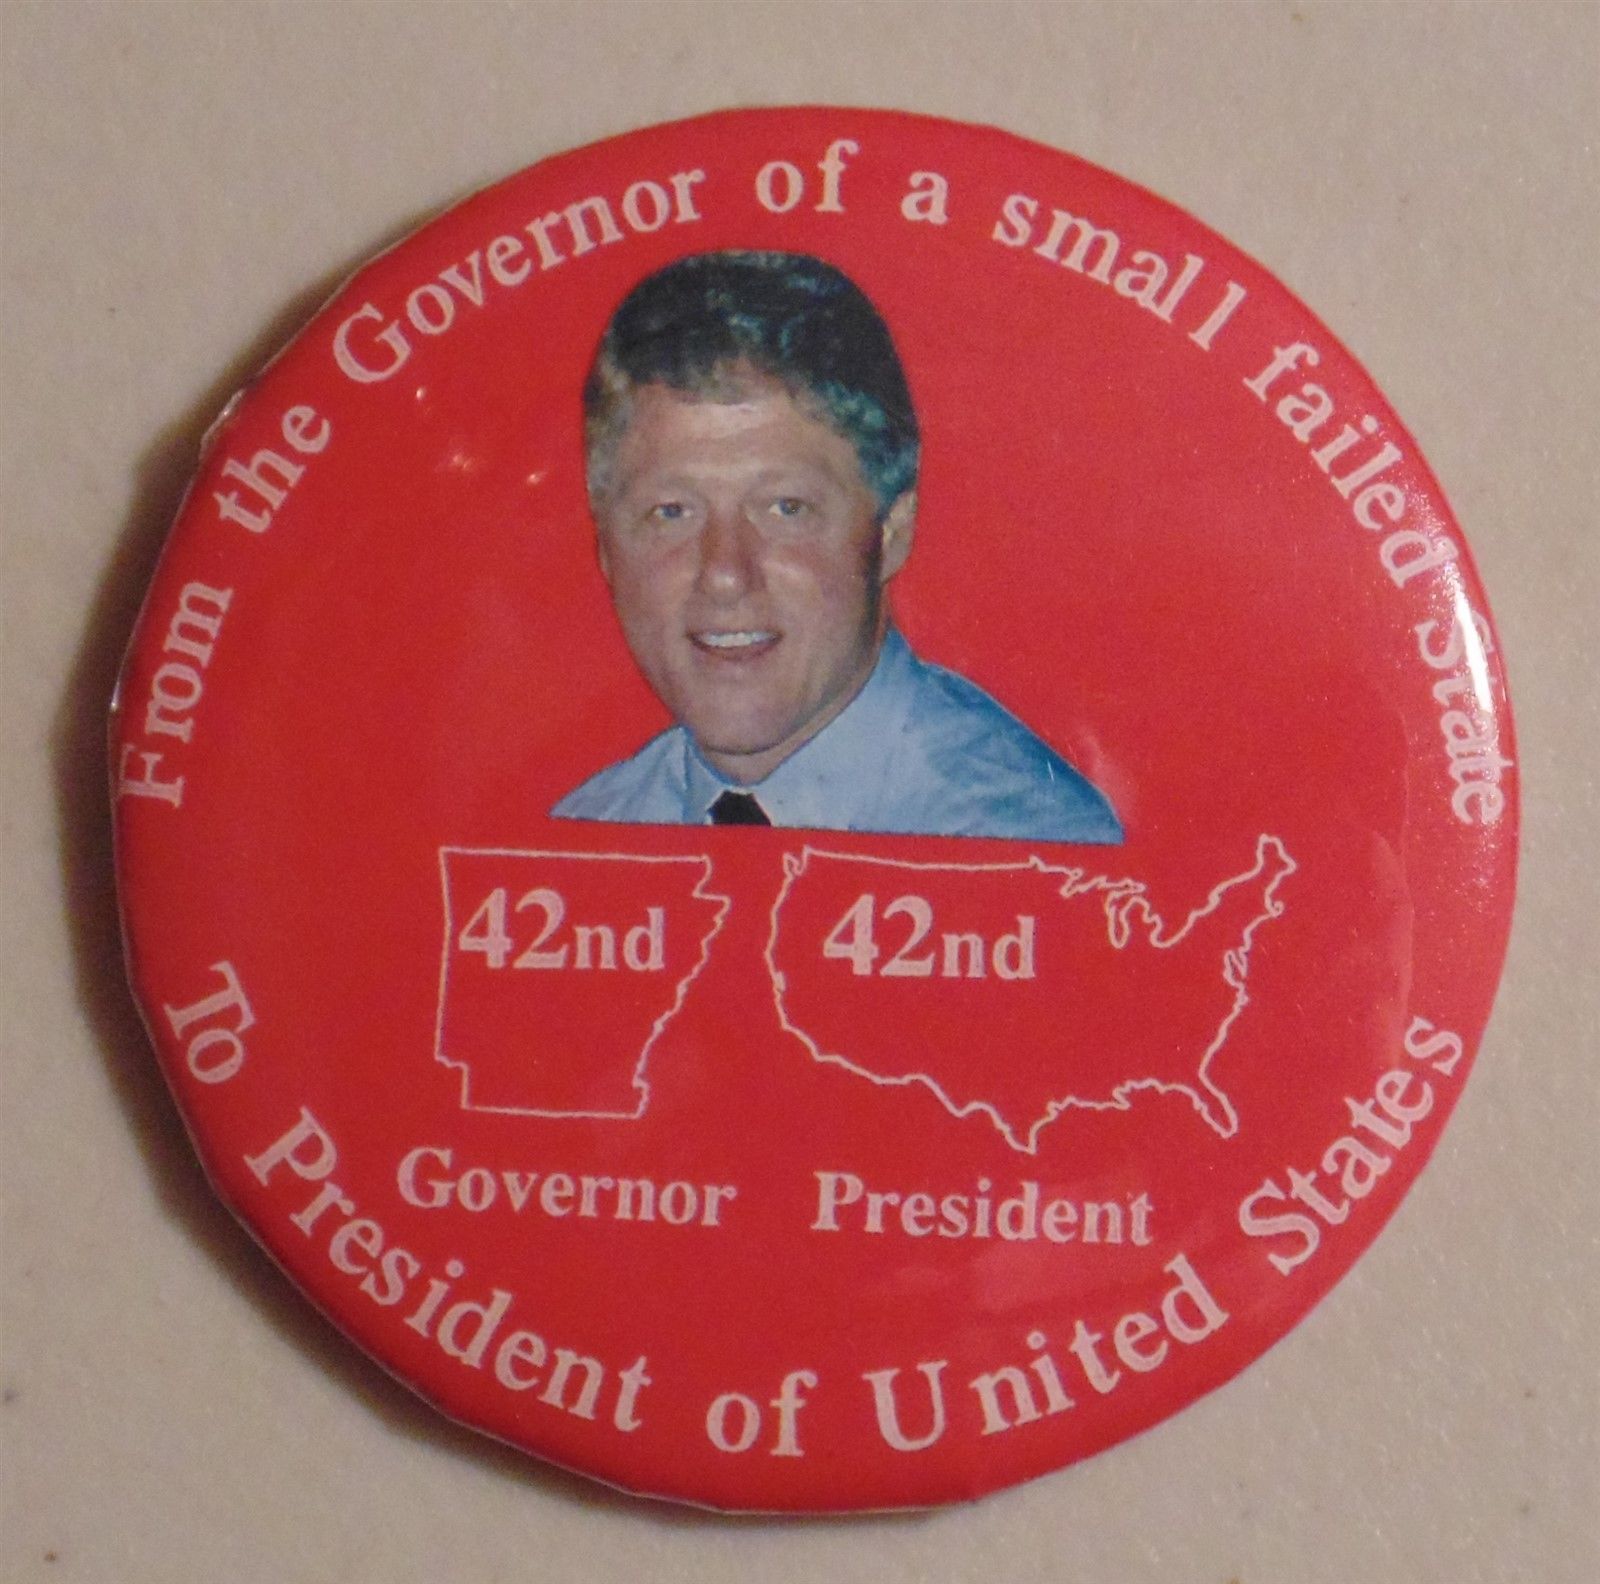 From the Governor of a small failed State
42nd 42nd
Governor President
To President of United States